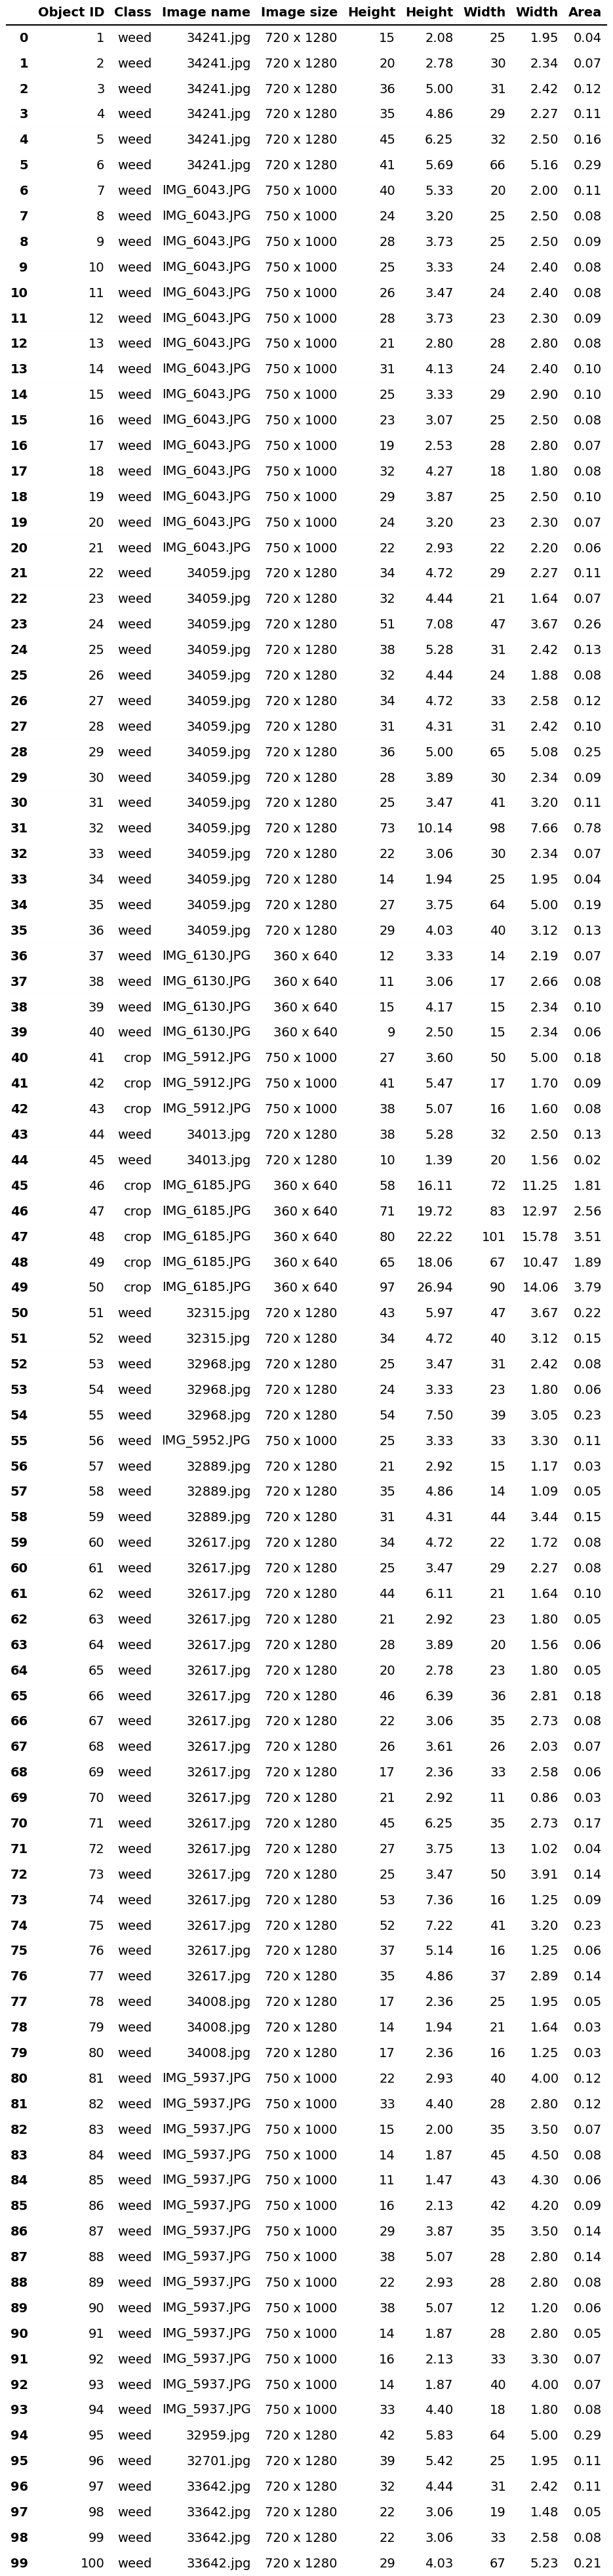 Object ID Class Image name Image size Height Height Width Width Area
0 1 weed 34241.jpg 720 x 1280 15 2.08 25 1.95 0.04
1 2 weed 34241.jpg 720 x 1280 20 2.78 30 2.34 0.07
2 3 weed 34241.jpg 720 x 1280 36 5.00 31 2.42 0.12
3 4 weed 34241.jpg 720 x 1280 35 4.86 29 2.27 0.11
4 5 weed 34241.jpg 720 x 1280 45 6.25 32 2.50 0.16
5 6 weed 34241.jpg 720 x 1280 41 5.69 66 5.16 0.29
6 7 weed IMG_6043.JPG 750 x 1000 40 5.33 20 2.00 0.11
7 8 weed IMG_6043.JPG 750 x 1000 24 3.20 25 2.50 0.08
8 9 weed IMG_6043.JPG 750 x 1000 28 3.73 25 2.50 0.09
9 10 weed IMG_6043.JPG 750 x 1000 25 3.33 24 2.40 0.08
10 11 weed IMG_6043.JPG 750 x 1000 26 3.47 24 2.40 0.08
11 12 weed IMG_6043.JPG 750 x 1000 28 3.73 23 2.30 0.09
12 13 weed IMG_6043.JPG 750 x 1000 21 2.80 28 2.80 0.08
13 14 weed IMG_6043.JPG 750 x 1000 31 4.13 24 2.40 0.10
14 15 weed IMG_6043.JPG 750 x 1000 25 3.33 29 2.90 0.10
15 16 weed IMG_6043.JPG 750 x 1000 23 3.07 25 2.50 0.08
16 17 weed IMG_6043.JPG 750 x 1000 19 2.53 28 2.80 0.07
17 18 weed IMG_6043.JPG 750 x 1000 32 4.27 18 1.80 0.08
18 19 weed IMG_6043.JPG 750 x 1000 29 3.87 25 2.50 0.10
19 20 weed IMG_6043.JPG 750 x 1000 24 3.20 23 2.30 0.07
20 21 weed IMG_6043.JPG 750 x 1000 22 2.93 22 2.20 0.06
21 22 weed 34059.jpg 720 x 1280 34 4.72 29 2.27 0.11
22 23 weed 34059.jpg 720 x 1280 32 4.44 21 1.64 0.07
23 24 weed 34059.jpg 720 x 1280 51 7.08 47 3.67 0.26
24 25 weed 34059.jpg 720 x 1280 38 5.28 31 2.42 0.13
25 26 weed 34059.jpg 720 x 1280 32 4.44 24 1.88 0.08
26 27 weed 34059.jpg 720 x 1280 34 4.72 33 2.58 0.12
27 28 weed 34059.jpg 720 x 1280 31 4.31 31 2.42 0.10
28 29 weed 34059.jpg 720 x 1280 36 5.00 65 5.08 0.25
29 30 weed 34059.jpg 720 x 1280 28 3.89 30 2.34 0.09
30 31 weed 34059.jpg 720 x 1280 25 3.47 41 3.20 0.11
31 32 weed 34059.jpg 720 x 1280 73 10.14 98 7.66 0.78
32 33 weed 34059.jpg 720 x 1280 22 3.06 30 2.34 0.07
33 34 weed 34059.jpg 720 x 1280 14 1.94 25 1.95 0.04
34 35 weed 34059.jpg 720 x 1280 27 3.75 64 5.00 0.19
35 36 weed 34059.jpg 720 x 1280 29 4.03 40 3.12 0.13
36 37 weed IMG_6130.JPG 360 x 640 12 3.33 14 2.19 0.07
37 38 weed IMG_6130.JPG 360 x 640 11 3.06 17 2.66 0.08
38 39 weed IMG_6130.JPG 360 x 640 15 4.17 15 2.34 0.10
39 40 weed IMG_6130.JPG 360 x 640 9 2.50 15 2.34 0.06
40 41 crop IMG_5912.JPG 750 x 1000 27 3.60 50 5.00 0.18
41 42 crop IMG_5912.JPG 750 x 1000 41 5.47 17 1.70 0.09
42 43 crop IMG_5912.JPG 750 x 1000 38 5.07 16 1.60 0.08
43 44 weed 34013.jpg 720 x 1280 38 5.28 32 2.50 0.13
44 45 weed 34013.jpg 720 x 1280 10 1.39 20 1.56 0.02
45 46 crop IMG_6185.JPG 360 x 640 58 16.11 72 11.25 1.81
46 47 crop IMG_6185.JPG 360 x 640 71 19.72 83 12.97 2.56
47 48 crop IMG_6185.JPG 360 x 640 80 22.22 101 15.78 3.51
48 49 crop IMG_6185.JPG 360 x 640 65 18.06 67 10.47 1.89
49 50 crop IMG_6185.JPG 360 x 640 97 26.94 90 14.06 3.79
50 51 weed 32315.jpg 720 x 1280 43 5.97 47 3.67 0.22
51 52 weed 32315.jpg 720 x 1280 34 4.72 40 3.12 0.15
52 53 weed 32968.jpg 720 x 1280 25 3.47 31 2.42 0.08
53 54 weed 32968.jpg 720 x 1280 24 3.33 23 1.80 0.06
54 55 weed 32968.jpg 720 x 1280 54 7.50 39 3.05 0.23
55 56 weed IMG_5952.JPG 750 x 1000 25 3.33 33 3.30 0.11
56 57 weed 32889.jpg 720 x 1280 21 2.92 15 1.17 0.03
57 58 weed 32889.jpg 720 x 1280 35 4.86 14 1.09 0.05
58 59 weed 32889.jpg 720 x 1280 31 4.31 44 3.44 0.15
59 60 weed 32617.jpg 720 x 1280 34 4.72 22 1.72 0.08
60 61 weed 32617.jpg 720 x 1280 25 3.47 29 2.27 0.08
61 62 weed 32617.jpg 720 x 1280 44 6.11 21 1.64 0.10
62 63 weed 32617.jpg 720 x 1280 21 2.92 23 1.80 0.05
63 64 weed 32617.jpg 720 x 1280 28 3.89 20 1.56 0.06
64 65 weed 32617.jpg 720 x 1280 20 2.78 23 1.80 0.05
65 66 weed 32617.jpg 720 x 1280 46 6.39 36 2.81 0.18
66 67 weed 32617.jpg 720 x 1280 22 3.06 35 2.73 0.08
67 68 weed 32617.jpg 720 x 1280 26 3.61 26 2.03 0.07
68 69 weed 32617.jpg 720 x 1280 17 2.36 33 2.58 0.06
69 70 weed 32617.jpg 720 x 1280 21 2.92 11 0.86 0.03
70 71 weed 32617.jpg 720 x 1280 45 6.25 35 2.73 0.17
71 72 weed 32617.jpg 720 x 1280 27 3.75 13 1.02 0.04
72 73 weed 32617.jpg 720 x 1280 25 3.47 50 3.91 0.14
73 74 weed 32617.jpg 720 x 1280 53 7.36 16 1.25 0.09
74 75 weed 32617.jpg 720 x 1280 52 7.22 41 3.20 0.23
75 76 weed 32617.jpg 720 x 1280 37 5.14 16 1.25 0.06
76 77 weed 32617.jpg 720 x 1280 35 4.86 37 2.89 0.14
77 78 weed 34008.jpg 720 x 1280 17 2.36 25 1.95 0.05
78 79 weed 34008.jpg 720 x 1280 14 1.94 21 1.64 0.03
79 80 weed 34008.jpg 720 x 1280 17 2.36 16 1.25 0.03
80 81 weed IMG_5937.JPG 750 x 1000 22 2.93 40 4.00 0.12
81 82 weed IMG_5937.JPG 750 x 1000 33 4.40 28 2.80 0.12
82 83 weed IMG_5937.JPG 750 x 1000 15 2.00 35 3.50 0.07
83 84 weed IMG_5937.JPG 750 x 1000 14 1.87 45 4.50 0.08
84 85 weed IMG_5937.JPG 750 x 1000 11 1.47 43 4.30 0.06
85 86 weed IMG_5937.JPG 750 x 1000 16 2.13 42 4.20 0.09
86 87 weed IMG_5937.JPG 750 x 1000 29 3.87 35 3.50 0.14
87 88 weed IMG_5937.JPG 750 x 1000 38 5.07 28 2.80 0.14
88 89 weed IMG_5937.JPG 750 x 1000 22 2.93 28 2.80 0.08
89 90 weed IMG_5937.JPG 750 x 1000 38 5.07 12 1.20 0.06
90 91 weed IMG_5937.JPG 750 x 1000 14 1.87 28 2.80 0.05
91 92 weed IMG_5937.JPG 750 x 1000 16 2.13 33 3.30 0.07
92 93 weed IMG_5937.JPG 750 x 1000 14 1.87 40 4.00 0.07
93 94 weed IMG_5937.JPG 750 x 1000 33 4.40 18 1.80 0.08
94 95 weed 32959.jpg 720 x 1280 42 5.83 64 5.00 0.29
95 96 weed 32701.jpg 720 x 1280 39 5.42 25 1.95 0.11
96 97 weed 33642.jpg 720 x 1280 32 4.44 31 2.42 0.11
97 98 weed 33642.jpg 720 x 1280 22 3.06 19 1.48 0.05
98 99 weed 33642.jpg 720 x 1280 22 3.06 33 2.58 0.08
99 100 weed 33642.jpg 720 x 1280 29 4.03 67 5.23 0.21